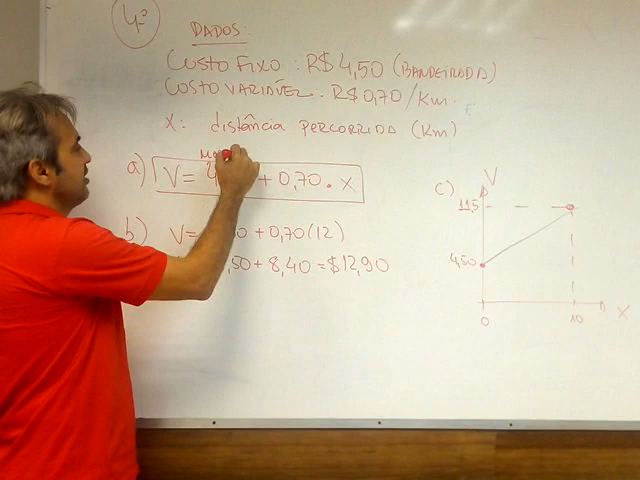 4º
DADOS:
CUSTO FIXO: R$ 4,50 (BANDEIRADA)
CUSTO VARIÁVEL: R$ 0,70/Km.
X: distância PERCORRIDA (Km)
a) V= + 0,70 . X
b) V= 50 + 0,70(12)
,50 + 8,40 = $12,90
c) V
11,5
4,50
0 10 X